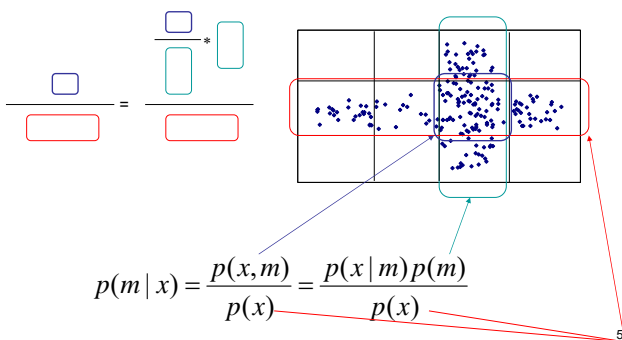 * 
=
p(m | x) = p(x, m) / p(x) = p(x | m) p(m) / p(x)
5